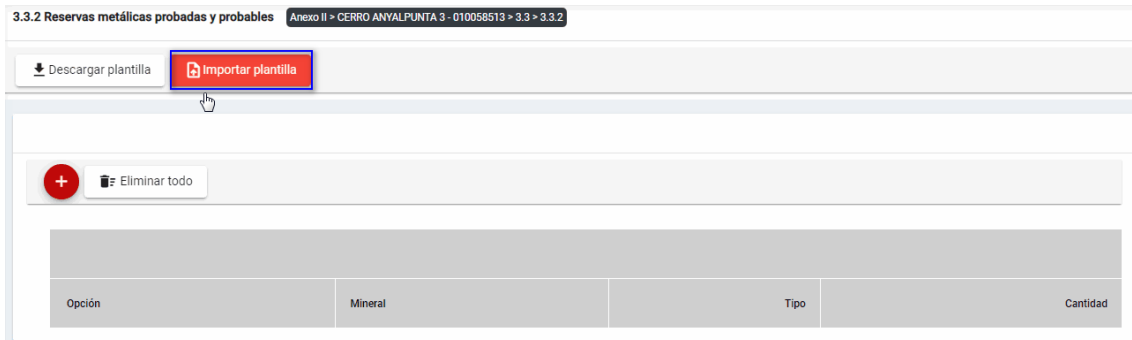 3.3.2 Reservas metálicas probadas y probables Anexo II > CERRO ANYALPUNTA 3 - 010058513 > 3.3 > 3.3.2
Descargar plantilla Importar plantilla
+ Eliminar todo
Opción Mineral Tipo Cantidad